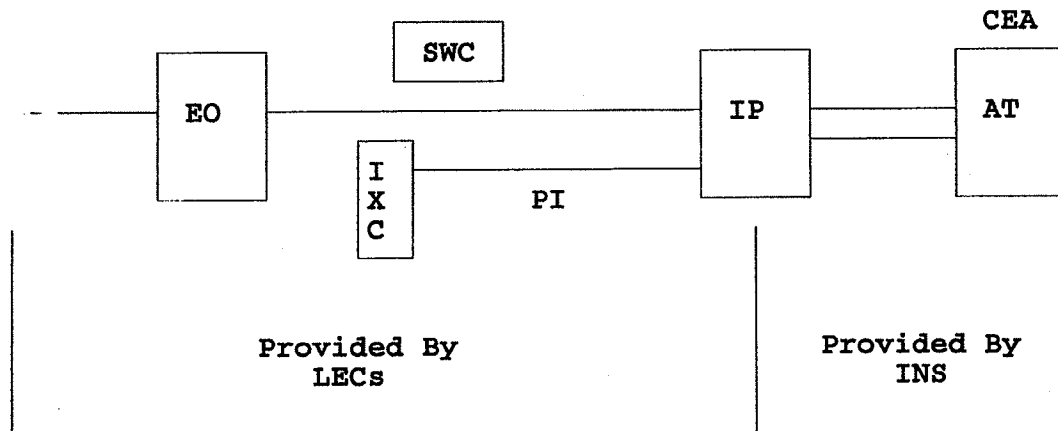 CEA
SWC
EO
IP
AT
I
X
C
PI
Provided By
LECs
Provided By
INS